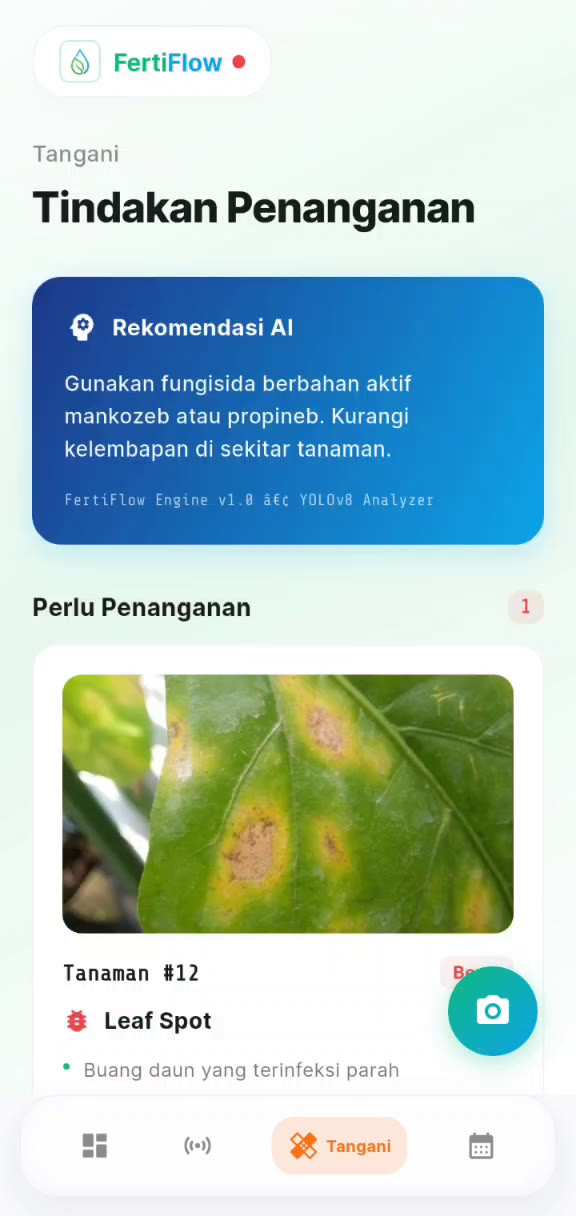 FertiFlow
Tangani
Tindakan Penanganan
Rekomendasi AI
Gunakan fungisida berbahan aktif
mankozeb atau propineb. Kurangi
kelembapan di sekitar tanaman.
FertiFlow Engine v1.0 â€¢ YOLOv8 Analyzer
Perlu Penanganan
1
Tanaman #12
Leaf Spot
Buang daun yang terinfeksi parah
Tangani